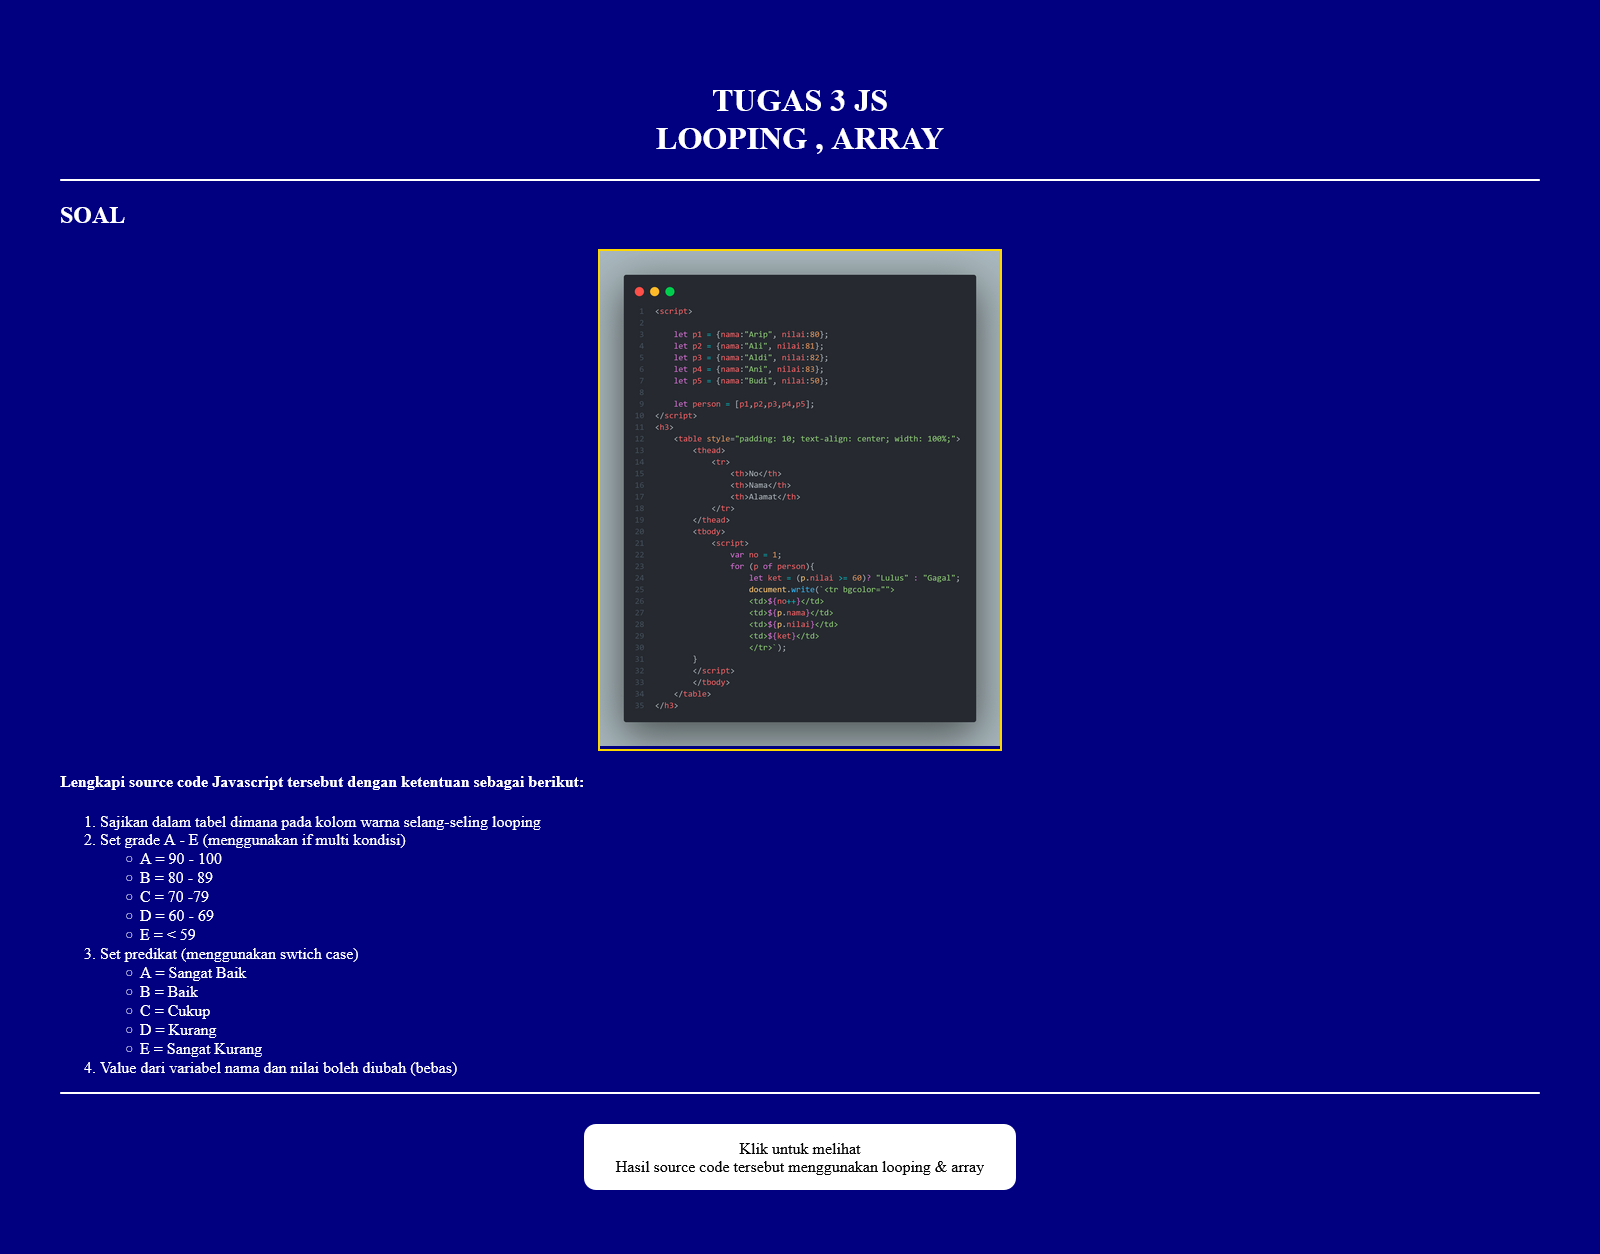 TUGAS 3 JS
LOOPING , ARRAY
SOAL
1 <script>
2
3 let p1 = {nama:"Arip", nilai:80};
4 let p2 = {nama:"Ali", nilai:81};
5 let p3 = {nama:"Aldi", nilai:82};
6 let p4 = {nama:"Ani", nilai:83};
7 let p5 = {nama:"Budi", nilai:50};
8
9 let person = [p1,p2,p3,p4,p5];
10 </script>
11 <h3>
12 <table style="padding: 10; text-align: center; width: 100%;">
13 <thead>
14 <tr>
15 <th>No</th>
16 <th>Nama</th>
17 <th>Alamat</th>
18 </tr>
19 </thead>
20 <tbody>
21 <script>
22 var no = 1;
23 for (p of person){
24 let ket = (p.nilai >= 60)? "Lulus" : "Gagal";
25 document.write(`<tr bgcolor="">
26 <td>${no++}</td>
27 <td>${p.nama}</td>
28 <td>${p.nilai}</td>
29 <td>${ket}</td>
30 </tr>`);
31 }
32 </script>
33 </tbody>
34 </table>
35 </h3>
Lengkapi source code Javascript tersebut dengan ketentuan sebagai berikut:
1. Sajikan dalam tabel dimana pada kolom warna selang-seling looping
2. Set grade A - E (menggunakan if multi kondisi)
A = 90 - 100
B = 80 - 89
C = 70 -79
D = 60 - 69
E = < 59
3. Set predikat (menggunakan swtich case)
A = Sangat Baik
B = Baik
C = Cukup
D = Kurang
E = Sangat Kurang
4. Value dari variabel nama dan nilai boleh diubah (bebas)
Klik untuk melihat
Hasil source code tersebut menggunakan looping & array